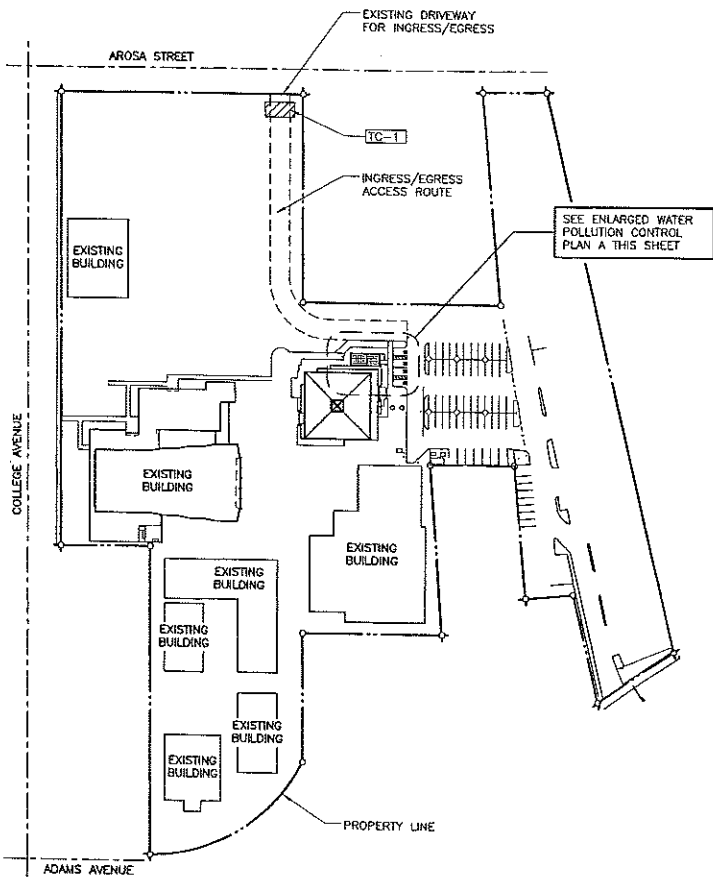 EXISTING DRIVEWAY
FOR INGRESS/EGRESS
AROSA STREET
TC-1
INGRESS/EGRESS
ACCESS ROUTE
SEE ENLARGED WATER
POLLUTION CONTROL
PLAN A THIS SHEET
EXISTING
BUILDING
COLLEGE AVENUE
EXISTING
BUILDING
EXISTING
BUILDING
EXISTING
BUILDING
EXISTING
BUILDING
EXISTING
BUILDING
EXISTING
BUILDING
PROPERTY LINE
ADAMS AVENUE